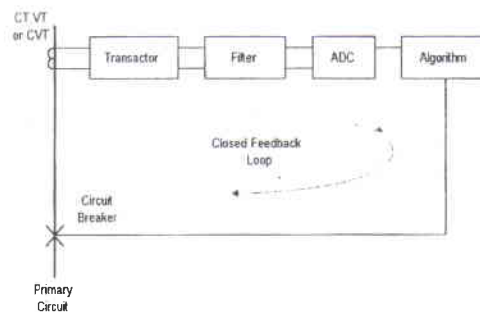 CT VT
or CVT
Transactor
Filter
ADC
Algorithm
Closed Feedback
Loop
Circuit
Breaker
Primary
Circuit